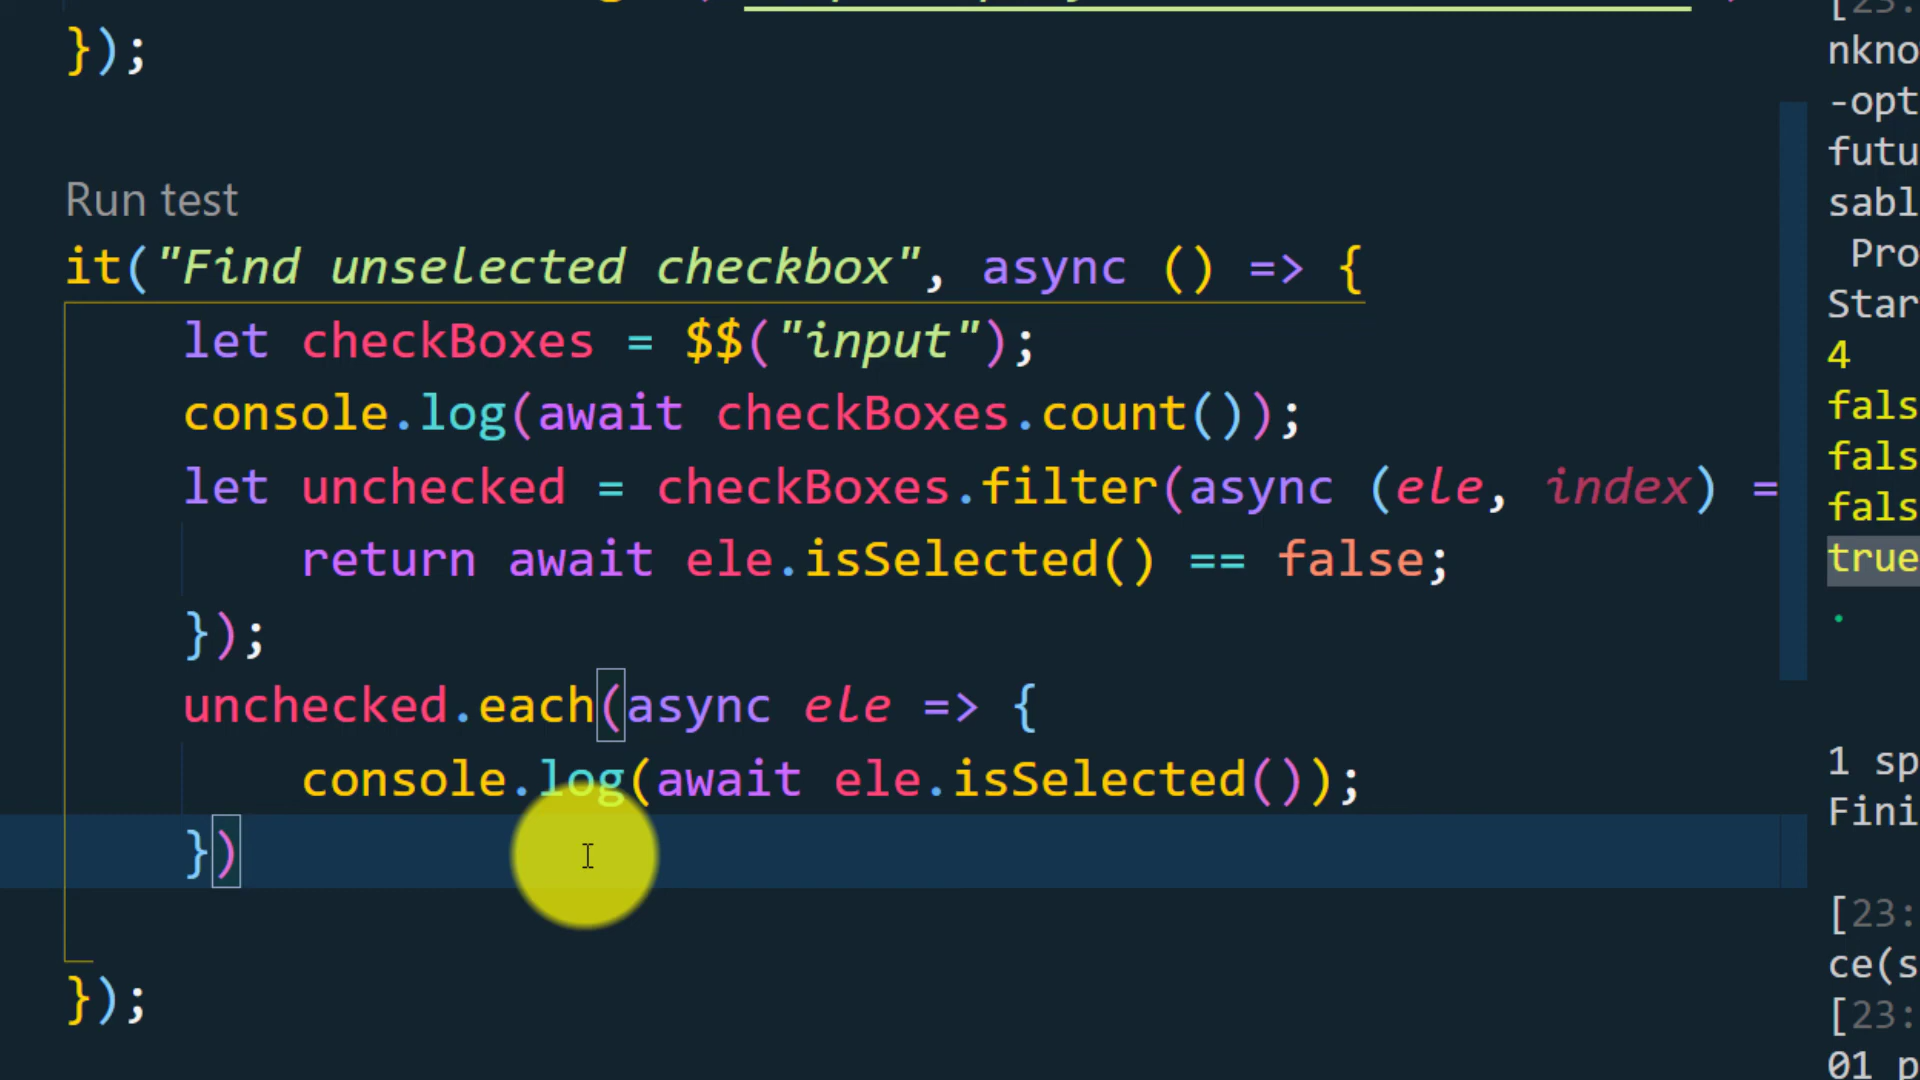 });
Run test
it("Find unselected checkbox", async () => {
let checkBoxes = $$("input");
console.log(await checkBoxes.count());
let unchecked = checkBoxes.filter(async (ele, index) =
return await ele.isSelected() == false;
});
unchecked.each(async ele => {
console.log(await ele.isSelected());
})
});
[23:
nkno
-opt
futu
sabl
Pro
Star
4
fals
fals
fals
true
.
1 sp
Fini
[23:
ce(s
[23:
01 p